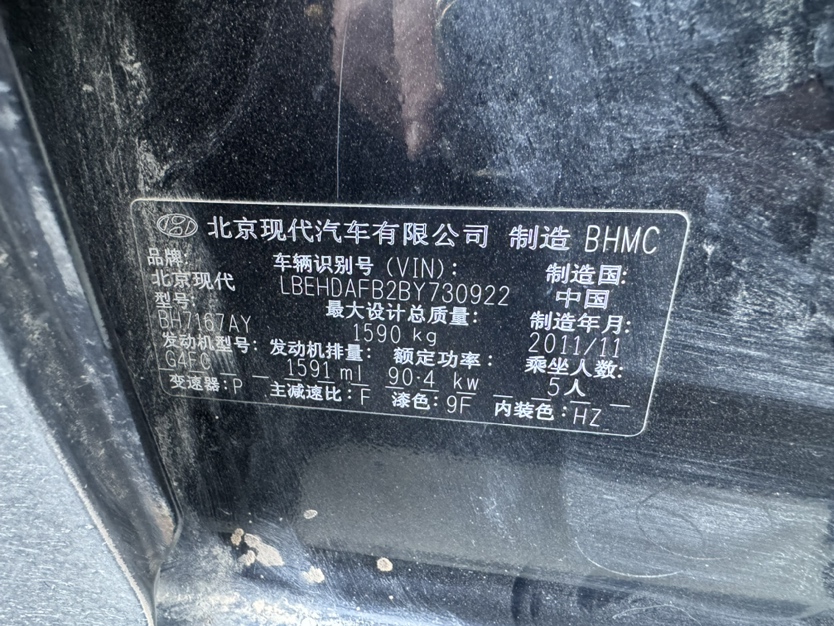 北京现代汽车有限公司 制造 BHMC
品牌: 车辆识别号 (VIN): 制造国:
北京现代 LBEHDAFB2BY730922 中国
型号: 最大设计总质量: 制造年月:
BH7167AY 1590 kg 2011/11
发动机型号: 发动机排量: 额定功率: 乘坐人数:
G4FC 1591 ml 90.4 kw 5人
变速器:P 主减速比:F 漆色:9F 内装色:HZ